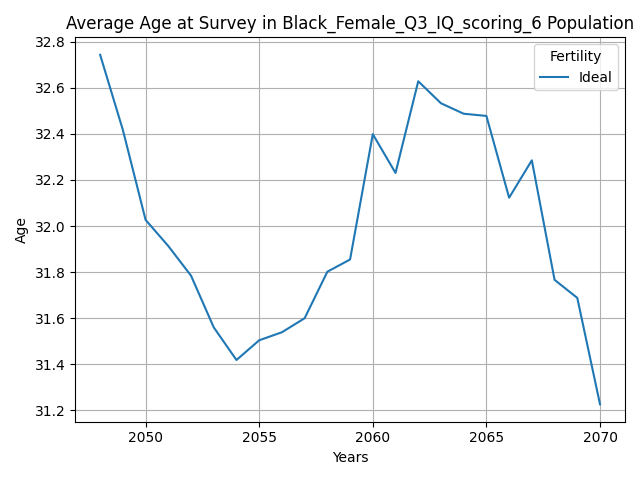 Average Age at Survey in Black_Female_Q3_IQ_scoring_6 Population
Fertility
Ideal
32.8
32.6
32.4
32.2
32.0
31.8
31.6
31.4
31.2
Age
2050 2055 2060 2065 2070
Years